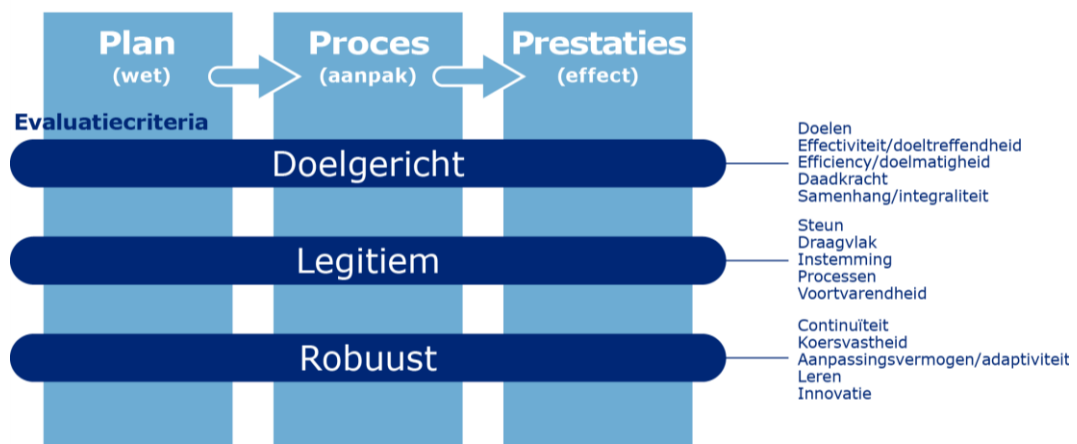 Plan
(wet)
Proces
(aanpak)
Prestaties
(effect)
Evaluatiecriteria
Doelgericht
Doelen
Effectiviteit/doeltreffendheid
Efficiency/doelmatigheid
Daadkracht
Samenhang/integraliteit
Legitiem
Steun
Draagvlak
Instemming
Processen
Voortvarendheid
Robuust
Continuïteit
Koersvastheid
Aanpassingsvermogen/adaptiviteit
Leren
Innovatie